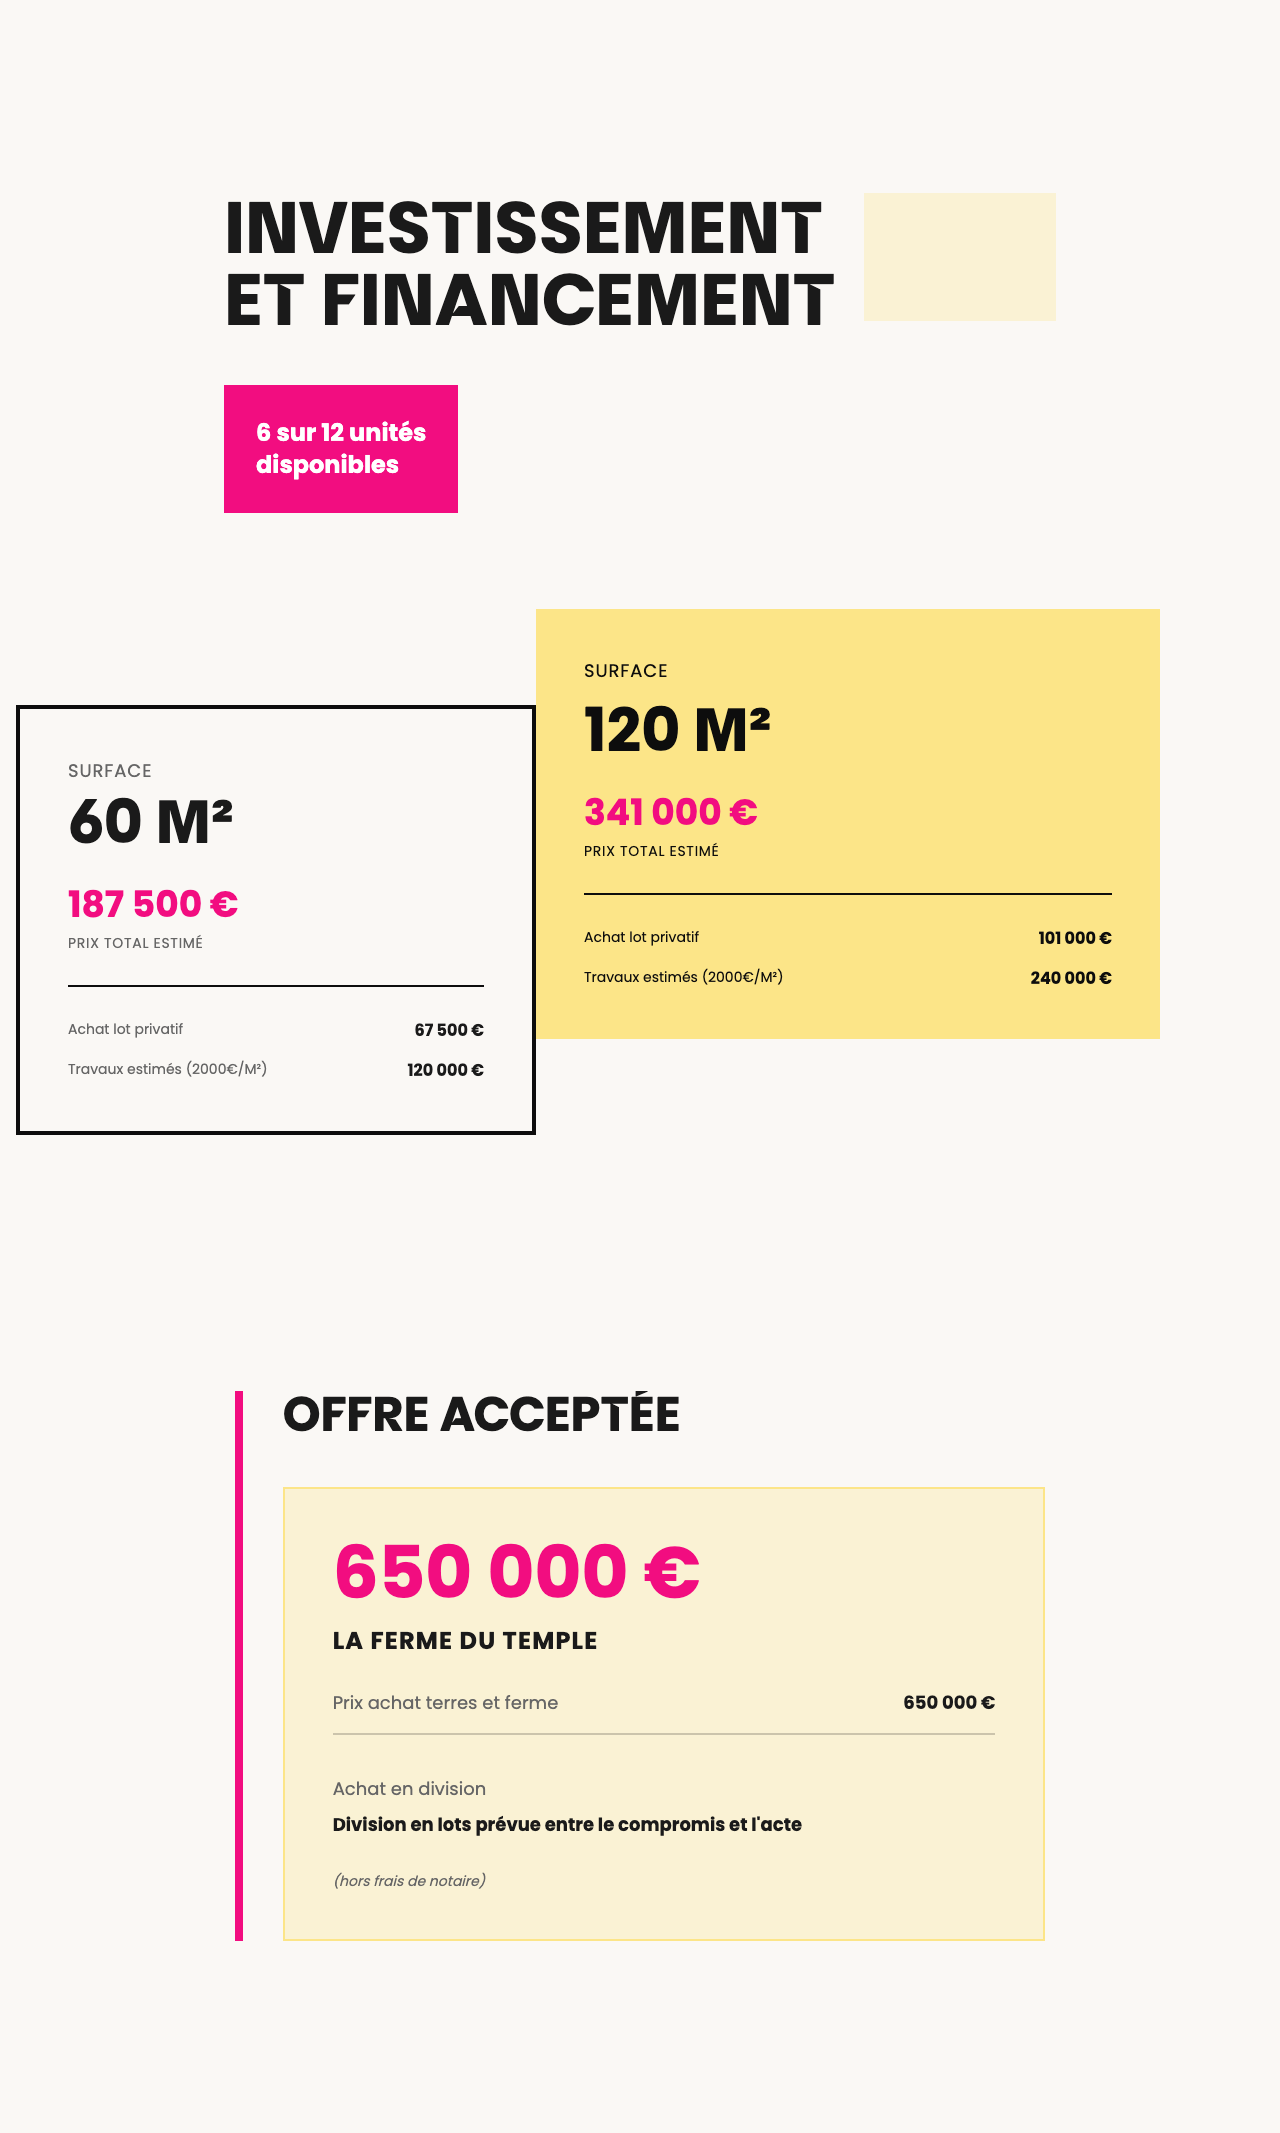 INVESTISSEMENT
ET FINANCEMENT
6 sur 12 unités
disponibles
SURFACE
60 M²
187 500 €
PRIX TOTAL ESTIMÉ
Achat lot privatif 67 500 €
Travaux estimés (2000€/M²) 120 000 €
SURFACE
120 M²
341 000 €
PRIX TOTAL ESTIMÉ
Achat lot privatif 101 000 €
Travaux estimés (2000€/M²) 240 000 €
OFFRE ACCEPTÉE
650 000 €
LA FERME DU TEMPLE
Prix achat terres et ferme 650 000 €
Achat en division
Division en lots prévue entre le compromis et l'acte
(hors frais de notaire)